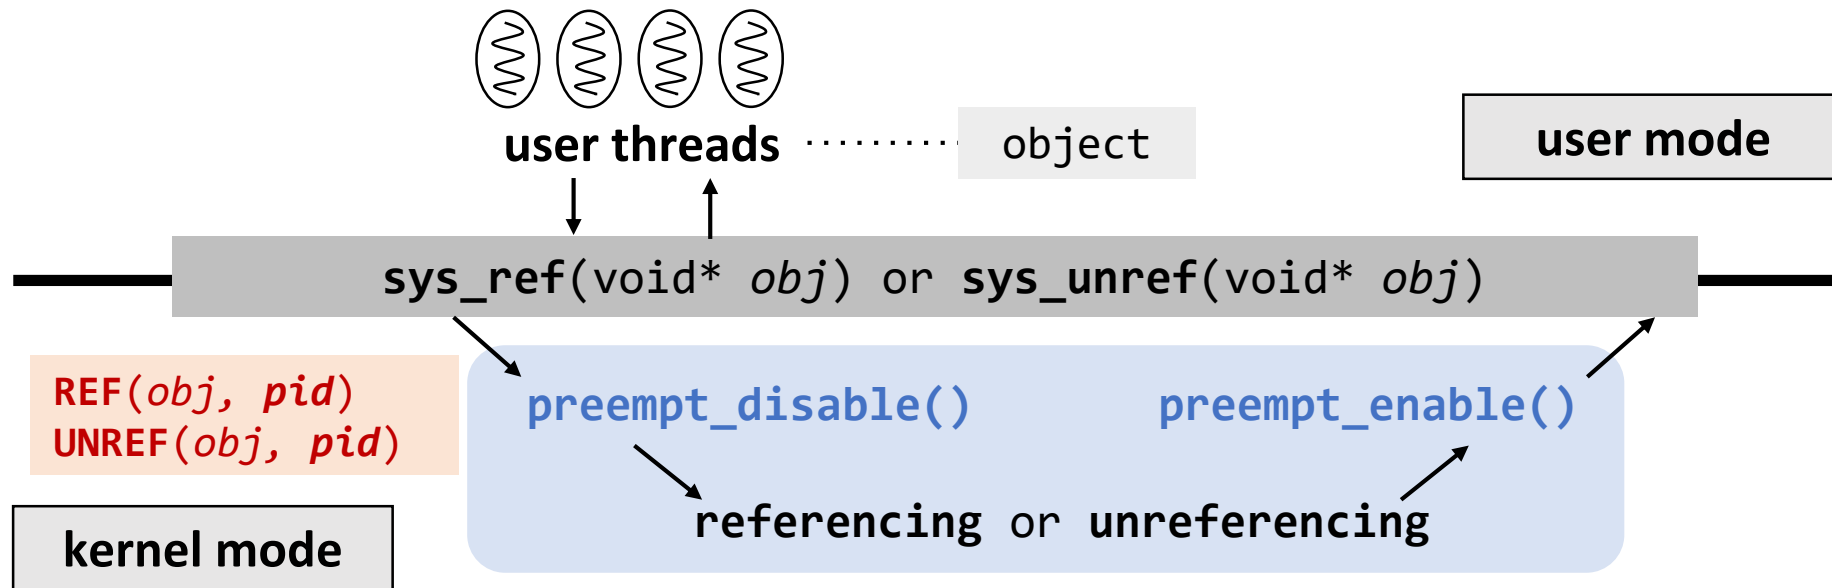 user threads
object
user mode
sys_ref(void* obj) or sys_unref(void* obj)
REF(obj, pid)
UNREF(obj, pid)
preempt_disable()
preempt_enable()
referencing or unreferencing
kernel mode